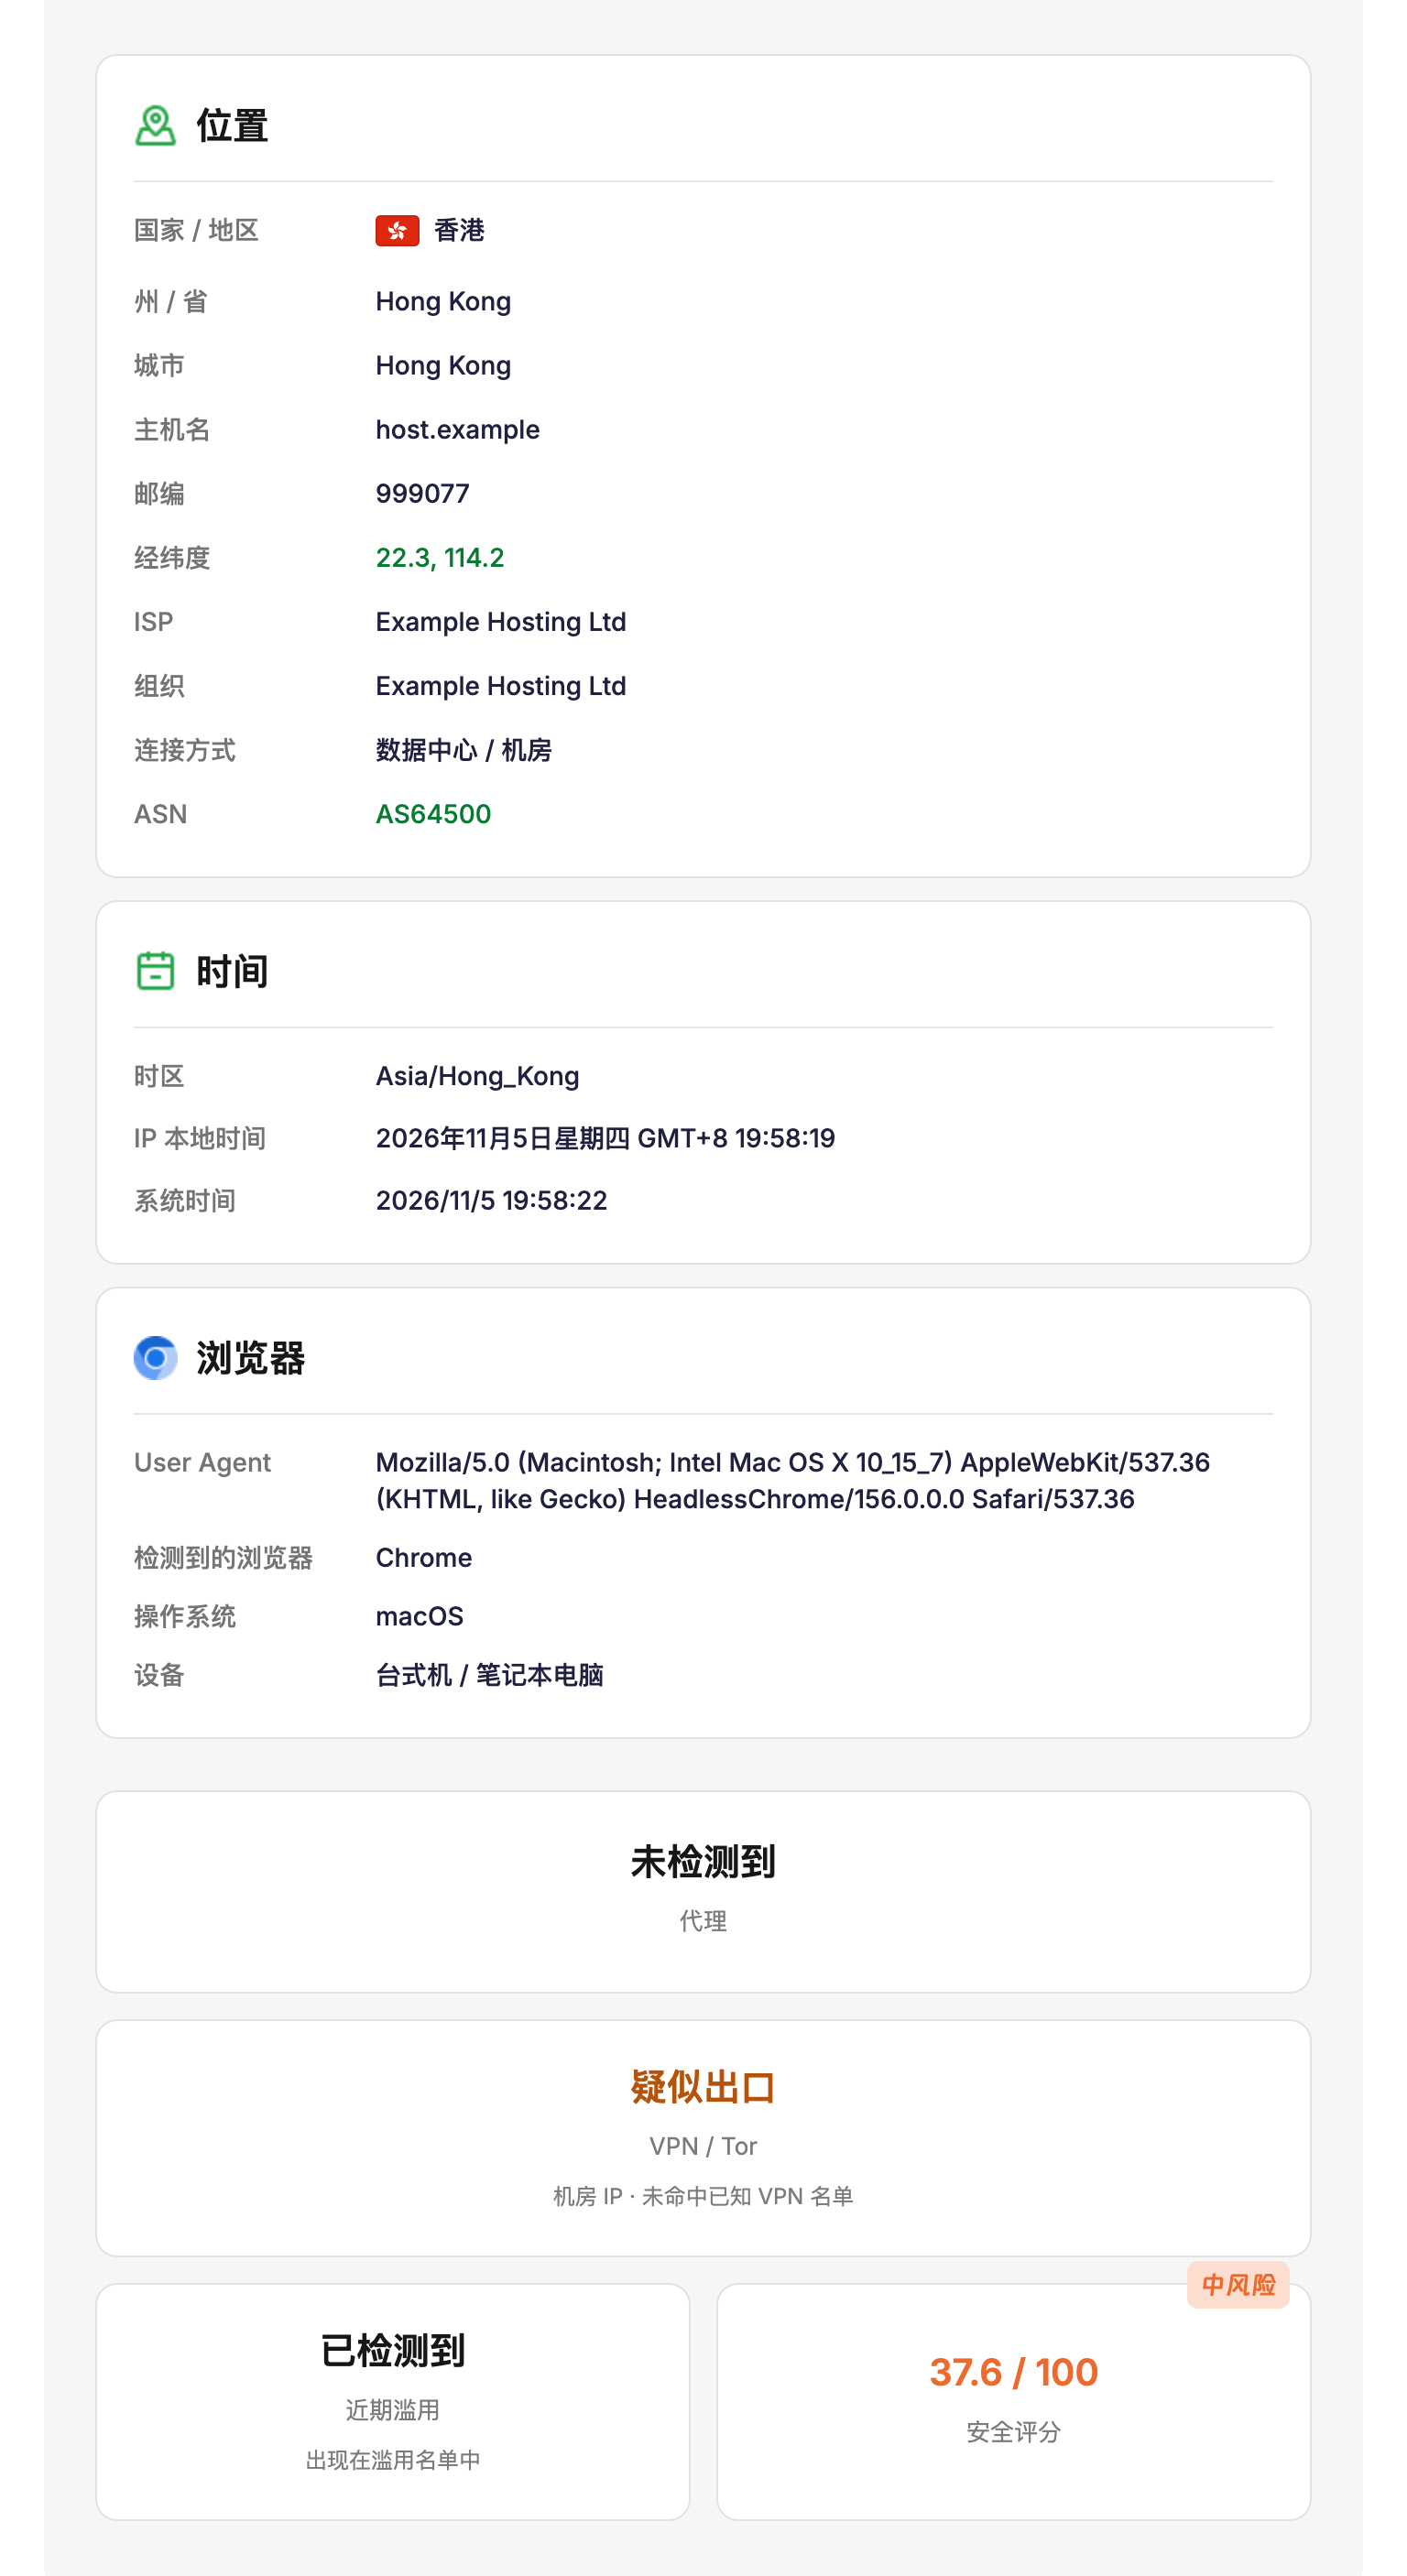 位置
国家 / 地区 香港
州 / 省 Hong Kong
城市 Hong Kong
主机名 host.example
邮编 999077
经纬度 22.3, 114.2
ISP Example Hosting Ltd
组织 Example Hosting Ltd
连接方式 数据中心 / 机房
ASN AS64500
时间
时区 Asia/Hong_Kong
IP 本地时间 2026年11月5日星期四 GMT+8 19:58:19
系统时间 2026/11/5 19:58:22
浏览器
User Agent Mozilla/5.0 (Macintosh; Intel Mac OS X 10_15_7) AppleWebKit/537.36
(KHTML, like Gecko) HeadlessChrome/156.0.0.0 Safari/537.36
检测到的浏览器 Chrome
操作系统 macOS
设备 台式机 / 笔记本电脑
未检测到
代理
疑似出口
VPN / Tor
机房 IP · 未命中已知 VPN 名单
已检测到
近期滥用
出现在滥用名单中
中风险
37.6 / 100
安全评分